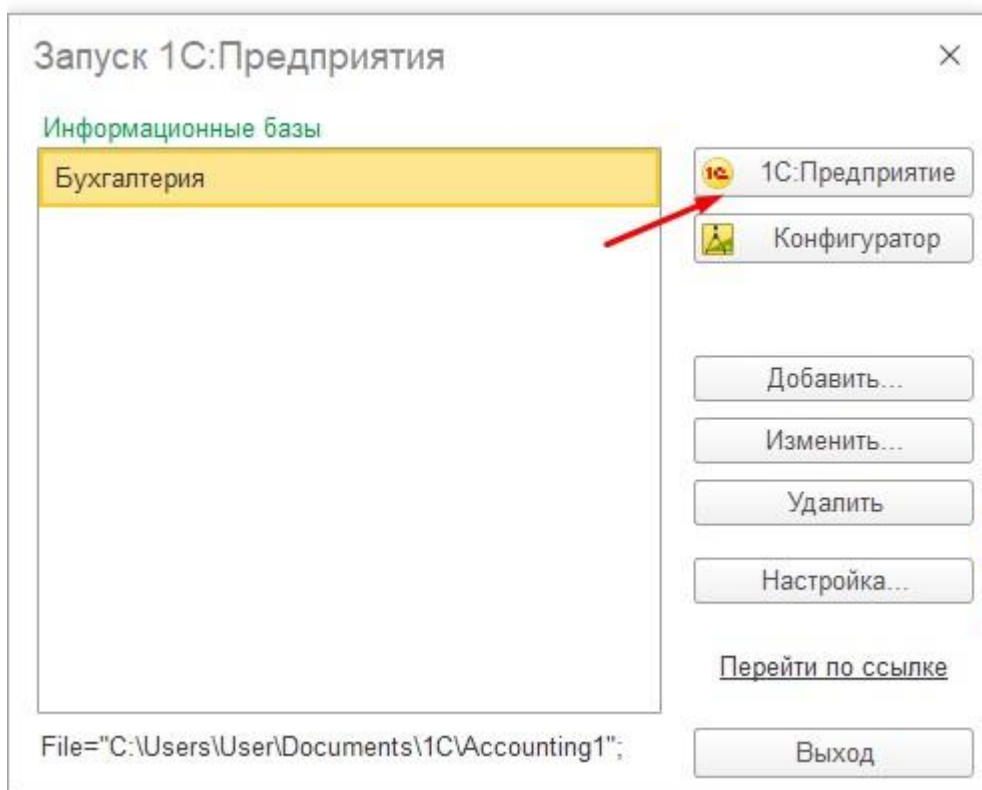 Запуск 1С:Предприятия
Информационные базы
Бухгалтерия
1С:Предприятие
Конфигуратор
Добавить...
Изменить...
Удалить
Настройка...
Перейти по ссылке
File="C:\Users\User\Documents\1C\Accounting1";
Выход